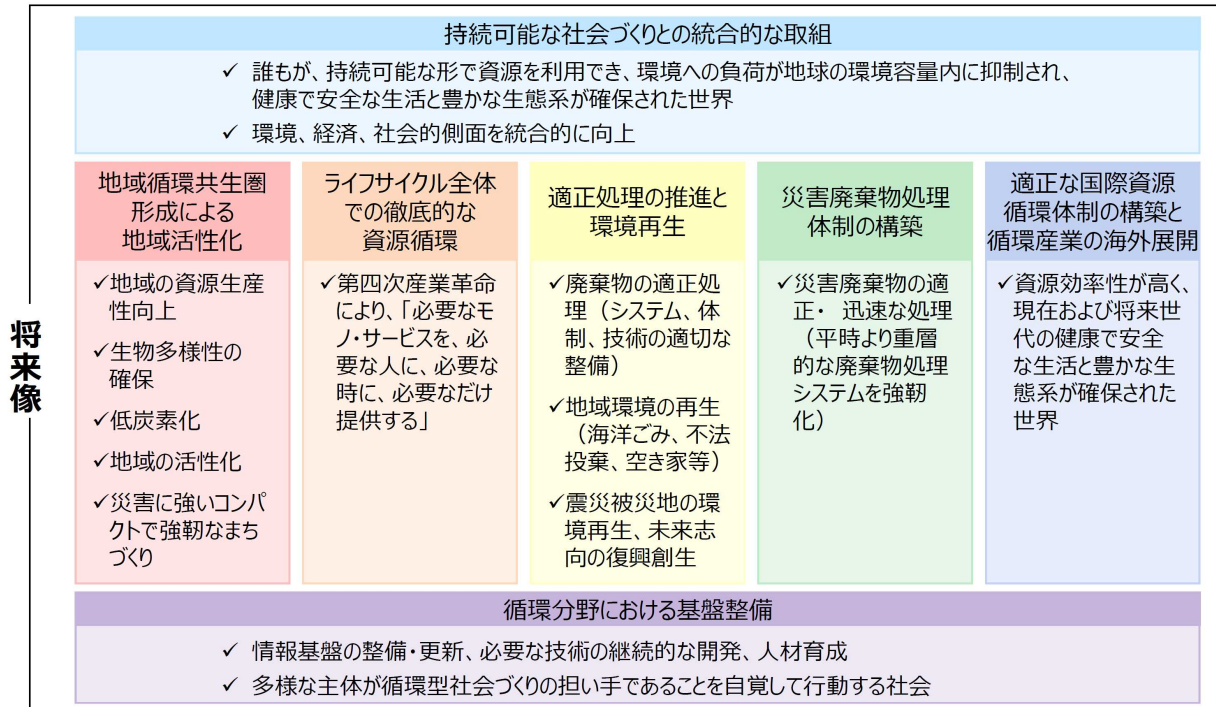 将来像
持続可能な社会づくりとの統合的な取組
✓ 誰もが、持続可能な形で資源を利用でき、環境への負荷が地球の環境容量内に抑制され、
健康で安全な生活と豊かな生態系が確保された世界
✓ 環境、経済、社会的側面を統合的に向上
地域循環共生圏
形成による
地域活性化
✓地域の資源生産
性向上
✓生物多様性の
確保
✓低炭素化
✓地域の活性化
✓災害に強いコンパ
クトで強靭なまち
づくり
ライフサイクル全体
での徹底的な
資源循環
✓第四次産業革命
により、「必要なモ
ノ・サービスを、必
要な人に、必要な
時に、必要なだけ
提供する」
適正処理の推進と
環境再生
✓廃棄物の適正処
理（システム、体
制、技術の適切な
整備）
✓地域環境の再生
（海洋ごみ、不法
投棄、空き家等）
✓震災被災地の環
境再生、未来志
向の復興創生
災害廃棄物処理
体制の構築
✓災害廃棄物の適
正・ 迅速な処理
（平時より重層
的な廃棄物処理
システムを強靭
化）
適正な国際資源
循環体制の構築と
循環産業の海外展開
✓資源効率性が高く、
現在および将来世
代の健康で安全
な生活と豊かな生
態系が確保された
世界
循環分野における基盤整備
✓ 情報基盤の整備・更新、必要な技術の継続的な開発、人材育成
✓ 多様な主体が循環型社会づくりの担い手であることを自覚して行動する社会